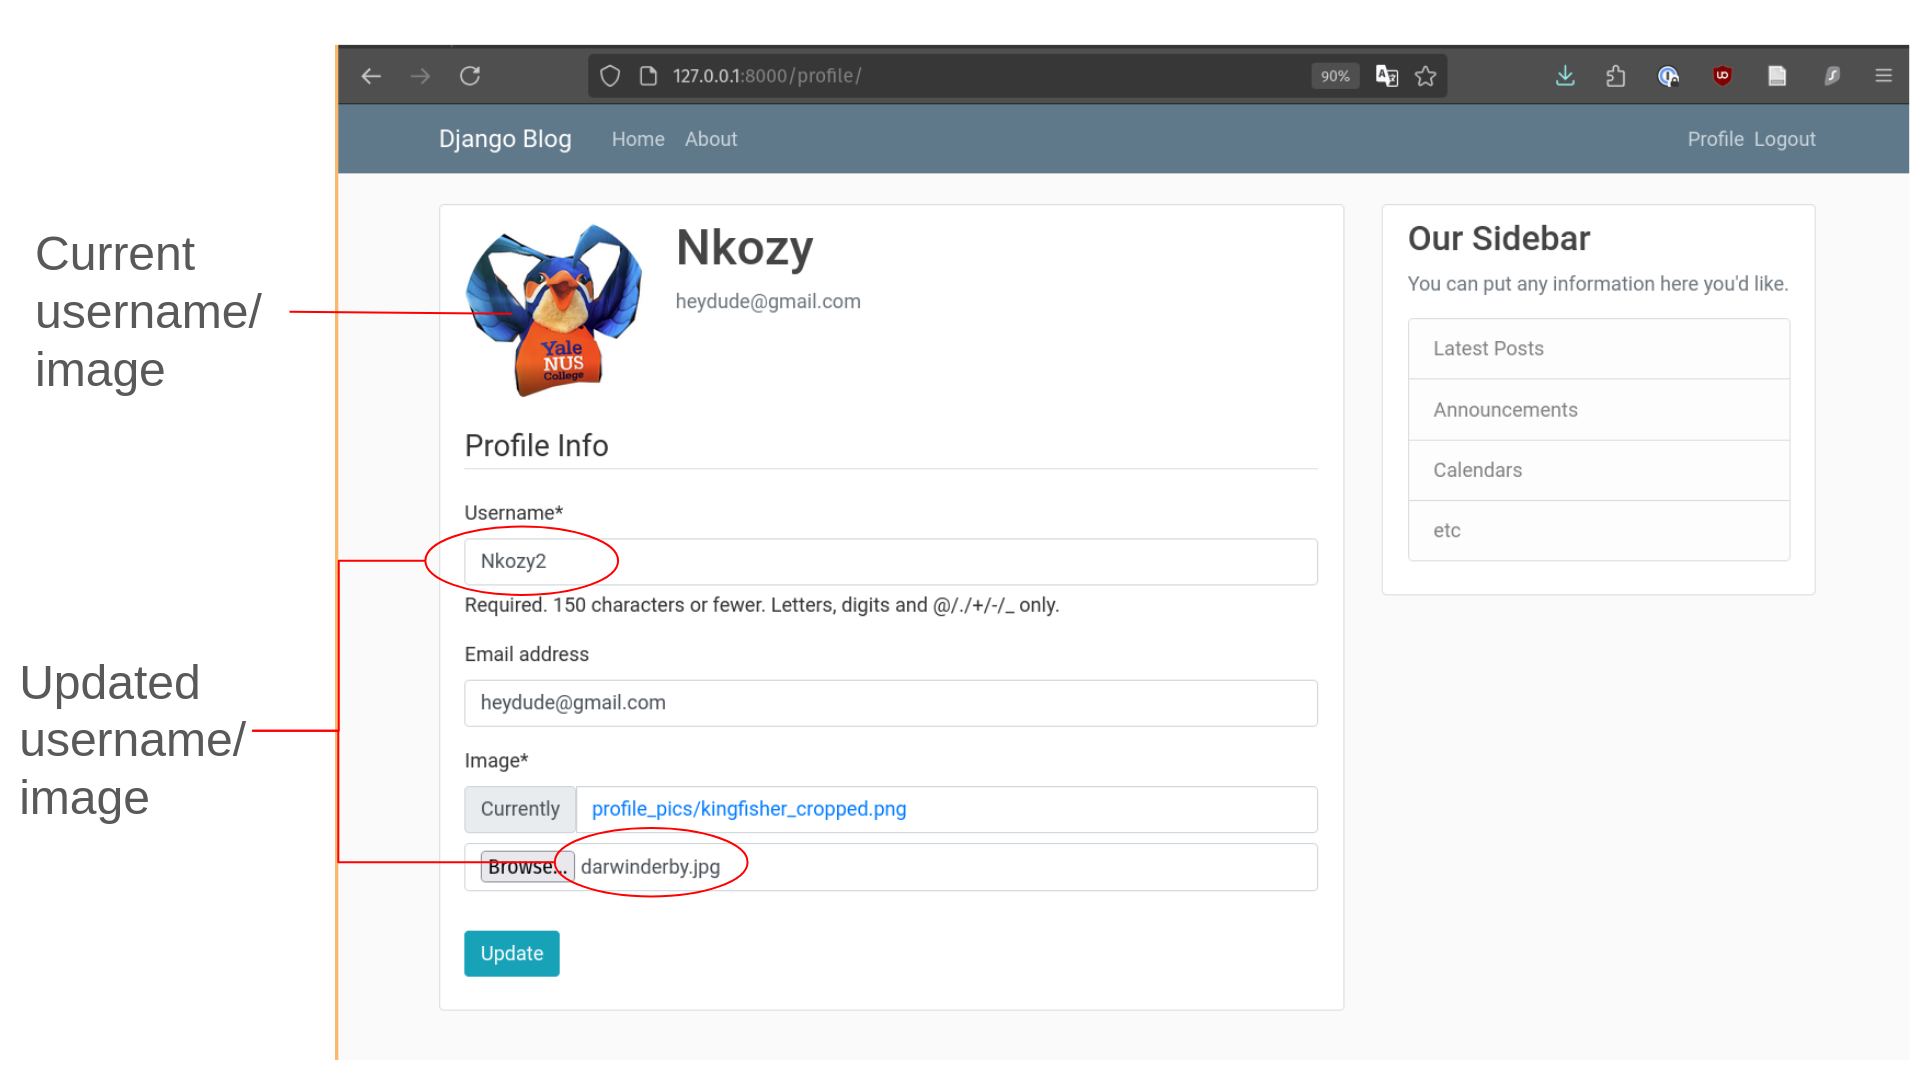 127.0.0.1:8000/profile/
90%
Django Blog Home About Profile Logout
Current
username/
image
Nkozy
heydude@gmail.com
Yale
NUS
College
Profile Info
Username*
Nkozy2
Required. 150 characters or fewer. Letters, digits and @/./+/-/_ only.
Email address
heydude@gmail.com
Image*
Currently profile_pics/kingfisher_cropped.png
Browse... darwinderby.jpg
Update
Updated
username/
image
Our Sidebar
You can put any information here you'd like.
Latest Posts
Announcements
Calendars
etc